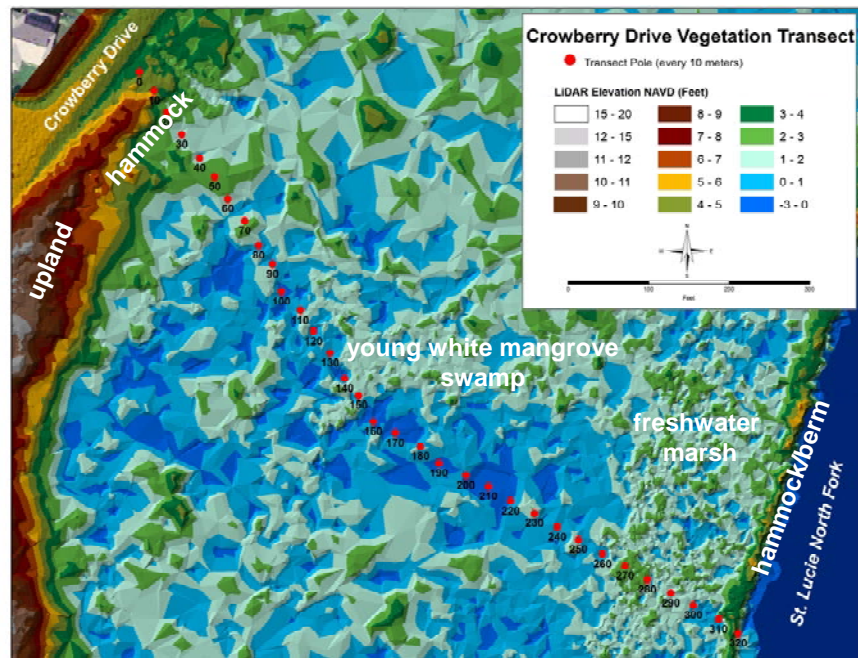 Crowberry Drive Vegetation Transect
Transect Pole (every 10 meters)
LiDAR Elevation NAVD (Feet)
15 - 20
12 - 15
11 - 12
10 - 11
9 - 10
8 - 9
7 - 8
6 - 7
5 - 6
4 - 5
3 - 4
2 - 3
1 - 2
0 - 1
-3 - 0
N
E
S
0 100 200 300
Feet
Crowberry Drive
hammock
upland
0
10
30
40
50
60
70
80
90
100
110
120
130
140
150
160
170
180
190
200
210
220
230
240
250
260
270
280
290
300
310
320
young white mangrove
swamp
freshwater
marsh
hammock/berm
St. Lucie North Fork